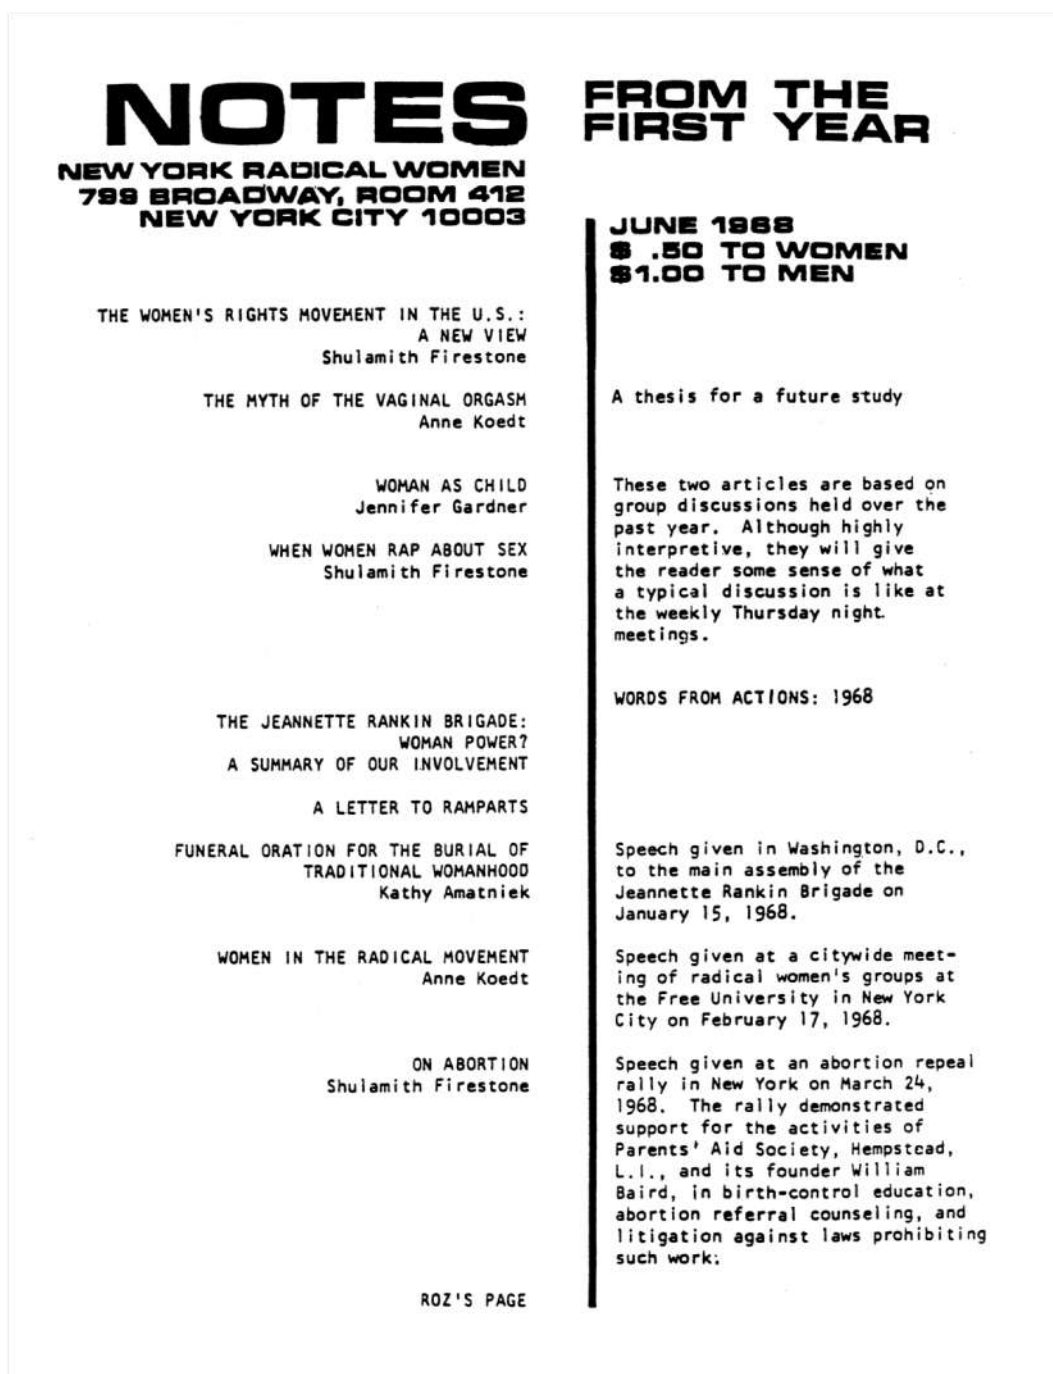 NOTES
FROM THE
FIRST YEAR
NEW YORK RADICAL WOMEN
799 BROADWAY, ROOM 412
NEW YORK CITY 10003
JUNE 1968
$ .50 TO WOMEN
$1.00 TO MEN
THE WOMEN'S RIGHTS MOVEMENT IN THE U.S.:
A NEW VIEW
Shulamith Firestone
THE MYTH OF THE VAGINAL ORGASM
Anne Koedt
A thesis for a future study
WOMAN AS CHILD
Jennifer Gardner
WHEN WOMEN RAP ABOUT SEX
Shulamith Firestone
These two articles are based on
group discussions held over the
past year. Although highly
interpretive, they will give
the reader some sense of what
a typical discussion is like at
the weekly Thursday night
meetings.
WORDS FROM ACTIONS: 1968
THE JEANNETTE RANKIN BRIGADE:
WOMAN POWER?
A SUMMARY OF OUR INVOLVEMENT
A LETTER TO RAMPARTS
FUNERAL ORATION FOR THE BURIAL OF
TRADITIONAL WOMANHOOD
Kathy Amatniek
Speech given in Washington, D.C.,
to the main assembly of the
Jeannette Rankin Brigade on
January 15, 1968.
WOMEN IN THE RADICAL MOVEMENT
Anne Koedt
Speech given at a citywide meet-
ing of radical women's groups at
the Free University in New York
City on February 17, 1968.
ON ABORTION
Shulamith Firestone
Speech given at an abortion repeal
rally in New York on March 24,
1968. The rally demonstrated
support for the activities of
Parents' Aid Society, Hempstead,
L.I., and its founder William
Baird, in birth-control education,
abortion referral counseling, and
litigation against laws prohibiting
such work.
ROZ'S PAGE